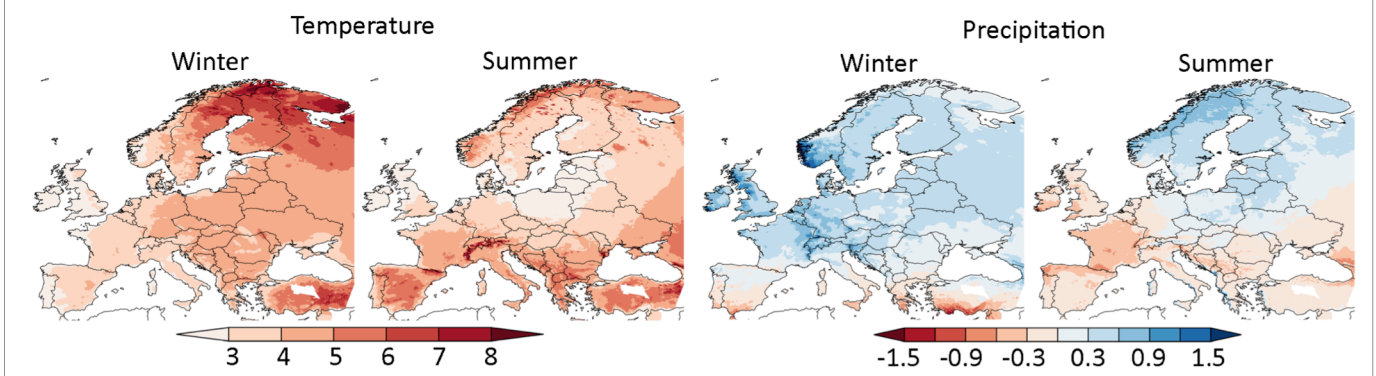 Temperature
Precipitation
Winter
Summer
Winter
Summer
3 4 5 6 7 8
-1.5 -0.9 -0.3 0.3 0.9 1.5